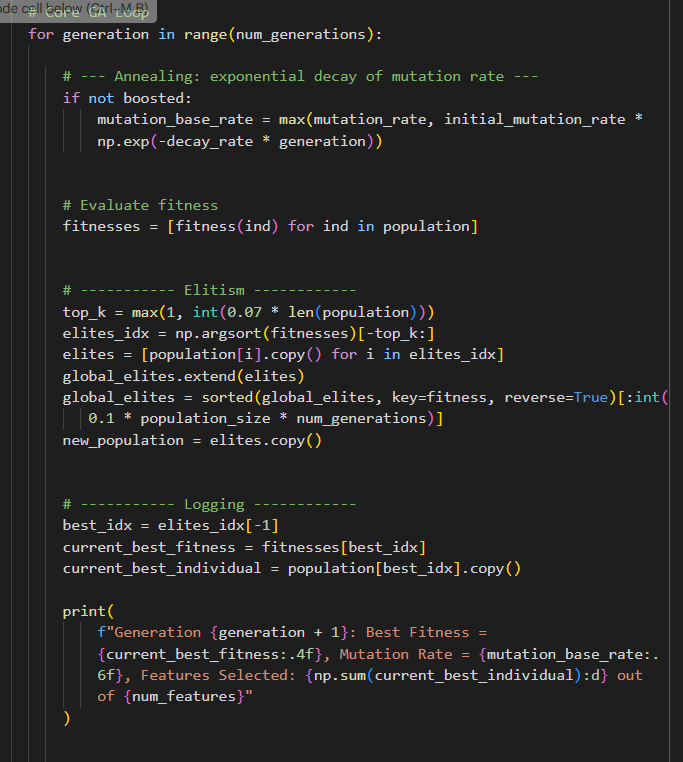 ode cell below (Ctrl+M B)
# Core GA Loop
for generation in range(num_generations):
# --- Annealing: exponential decay of mutation rate ---
if not boosted:
mutation_base_rate = max(mutation_rate, initial_mutation_rate *
np.exp(-decay_rate * generation))
# Evaluate fitness
fitnesses = [fitness(ind) for ind in population]
# ----------- Elitism ------------
top_k = max(1, int(0.07 * len(population)))
elites_idx = np.argsort(fitnesses)[-top_k:]
elites = [population[i].copy() for i in elites_idx]
global_elites.extend(elites)
global_elites = sorted(global_elites, key=fitness, reverse=True)[:int(
0.1 * population_size * num_generations)]
new_population = elites.copy()
# ----------- Logging ------------
best_idx = elites_idx[-1]
current_best_fitness = fitnesses[best_idx]
current_best_individual = population[best_idx].copy()
print(
f"Generation {generation + 1}: Best Fitness =
{current_best_fitness:.4f}, Mutation Rate = {mutation_base_rate:.
6f}, Features Selected: {np.sum(current_best_individual):d} out
of {num_features}"
)